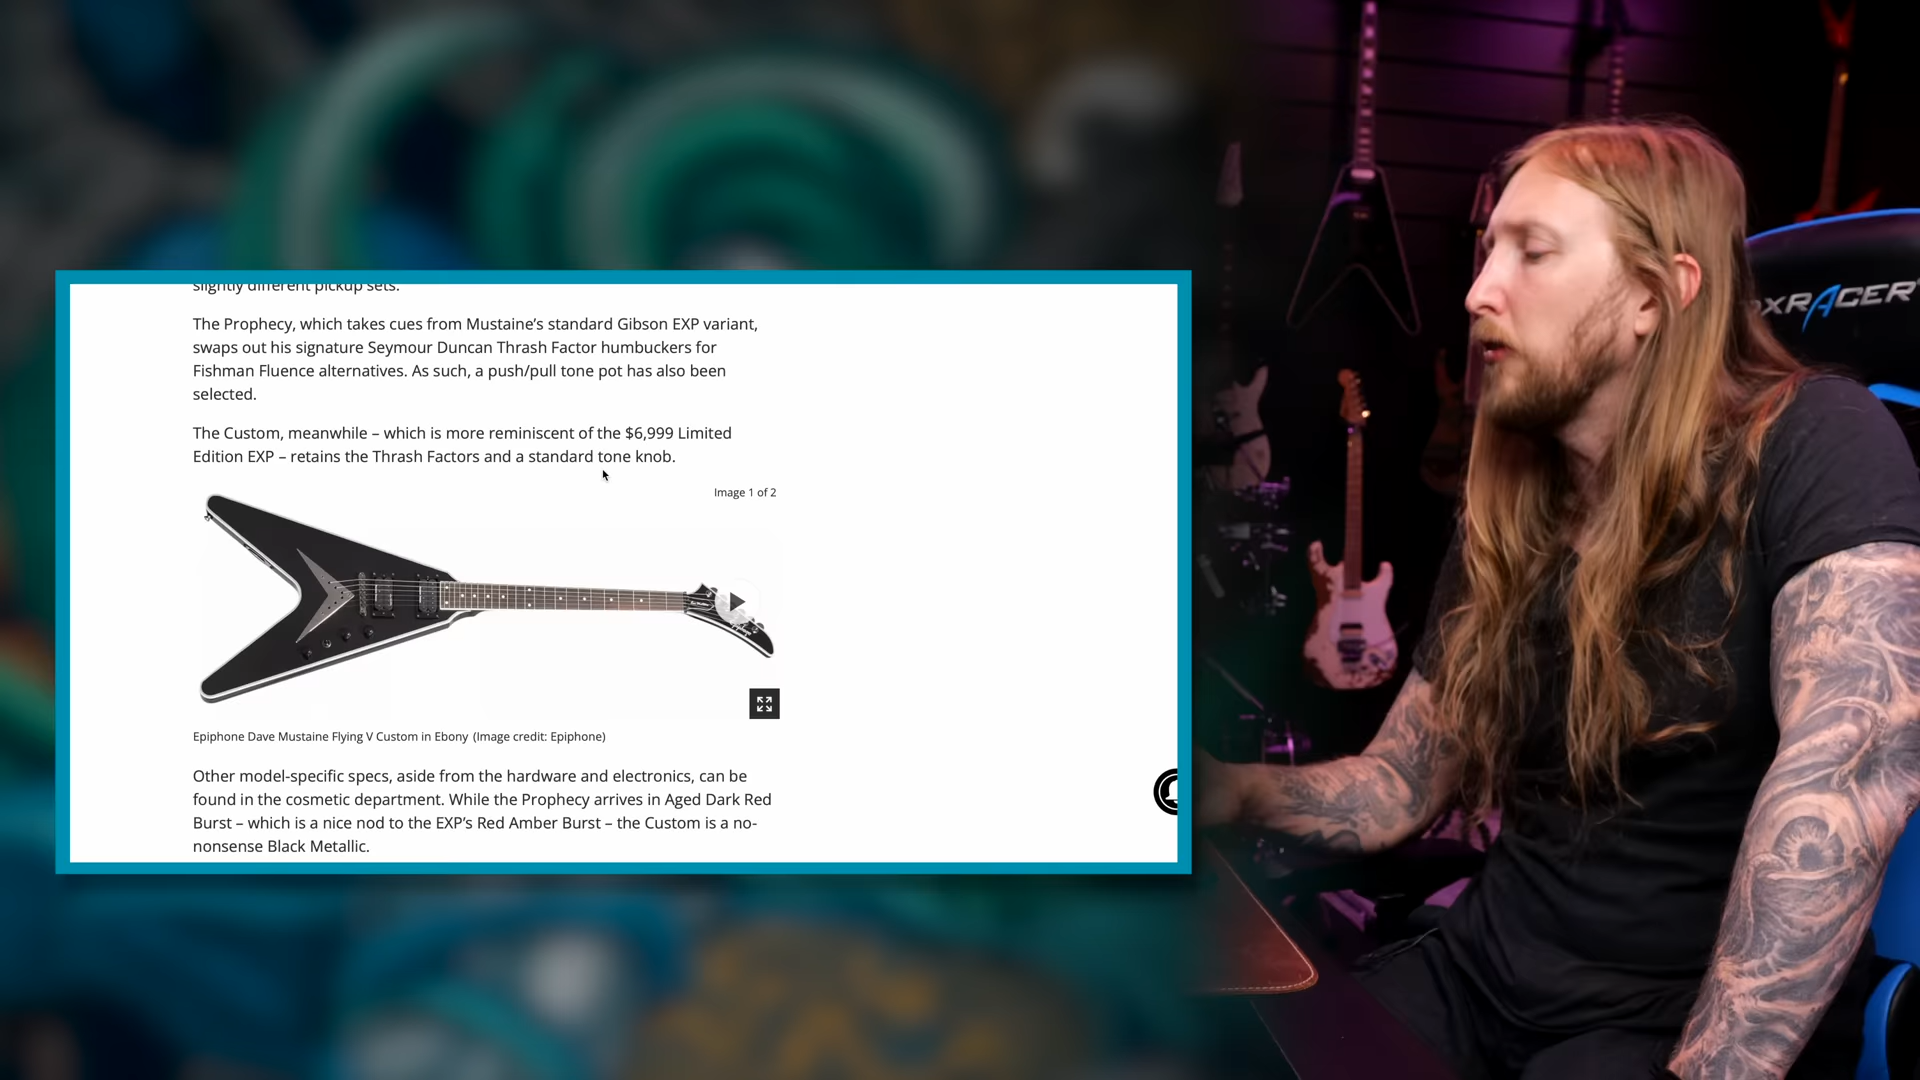 slightly different pickup sets.
The Prophecy, which takes cues from Mustaine’s standard Gibson EXP variant,
swaps out his signature Seymour Duncan Thrash Factor humbuckers for
Fishman Fluence alternatives. As such, a push/pull tone pot has also been
selected.
The Custom, meanwhile – which is more reminiscent of the $6,999 Limited
Edition EXP – retains the Thrash Factors and a standard tone knob.
Image 1 of 2
Epiphone Dave Mustaine Flying V Custom in Ebony (Image credit: Epiphone)
Other model-specific specs, aside from the hardware and electronics, can be
found in the cosmetic department. While the Prophecy arrives in Aged Dark Red
Burst – which is a nice nod to the EXP’s Red Amber Burst – the Custom is a no-
nonsense Black Metallic.
DXRACER